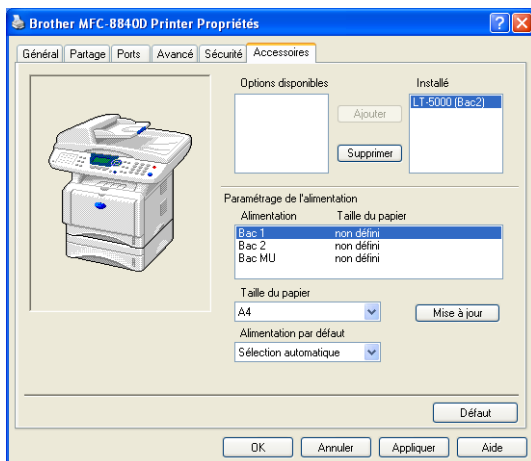 Brother MFC-8840D Printer Propriétés
Général Partage Ports Avancé Sécurité Accessoires
Options disponibles Installé
LT-5000 (Bac2)
Ajouter
Supprimer
Paramétrage de l'alimentation
Alimentation Taille du papier
Bac 1 non défini
Bac 2 non défini
Bac MU non défini
Taille du papier
A4 Mise à jour
Alimentation par défaut
Sélection automatique
Défaut
OK Annuler Appliquer Aide